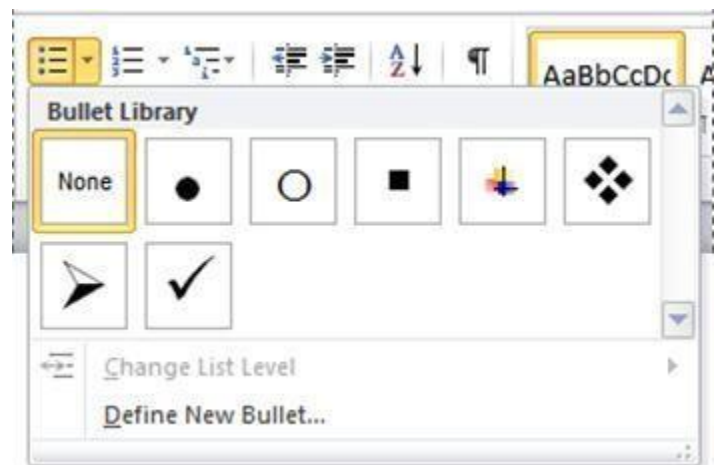 AaBbCcDc
Bullet Library
None
Change List Level
Define New Bullet...